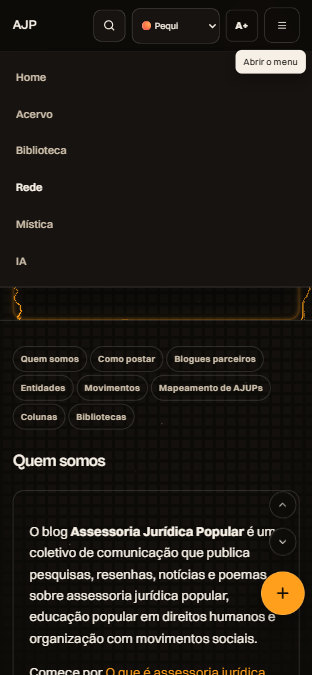 AJP
Pequi
A+
Abrir o menu
Home
Acervo
Biblioteca
Rede
Mística
IA
Quem somos
Como postar
Blogues parceiros
Entidades
Movimentos
Mapeamento de AJUPs
Colunas
Bibliotecas
Quem somos
O blog Assessoria Jurídica Popular é um
coletivo de comunicação que publica
pesquisas, resenhas, notícias e poemas
sobre assessoria jurídica popular,
educação popular em direitos humanos e
organização com movimentos sociais.
Comece por O que é assessoria jurídica